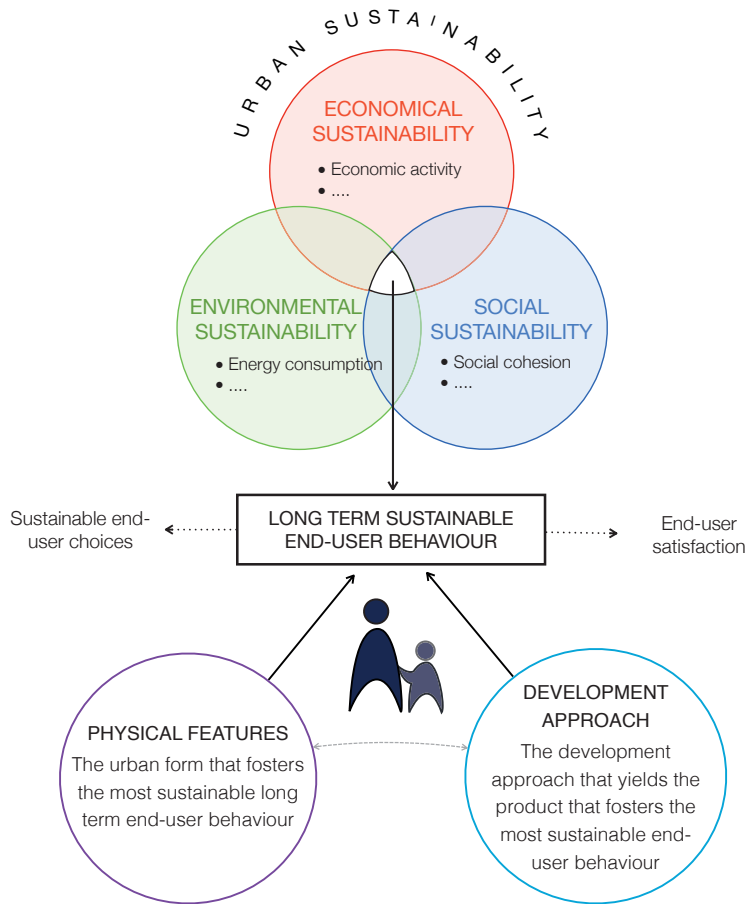 URBAN SUSTAINABILITY
ECONOMICAL
SUSTAINABILITY
• Economic activity
• ....
ENVIRONMENTAL
SUSTAINABILITY
• Energy consumption
• ....
SOCIAL
SUSTAINABILITY
• Social cohesion
• ....
Sustainable end-
user choices
LONG TERM SUSTAINABLE
END-USER BEHAVIOUR
End-user
satisfaction
PHYSICAL FEATURES
The urban form that fosters
the most sustainable long
term end-user behaviour
DEVELOPMENT
APPROACH
The development
approach that yields the
product that fosters the
most sustainable end-
user behaviour